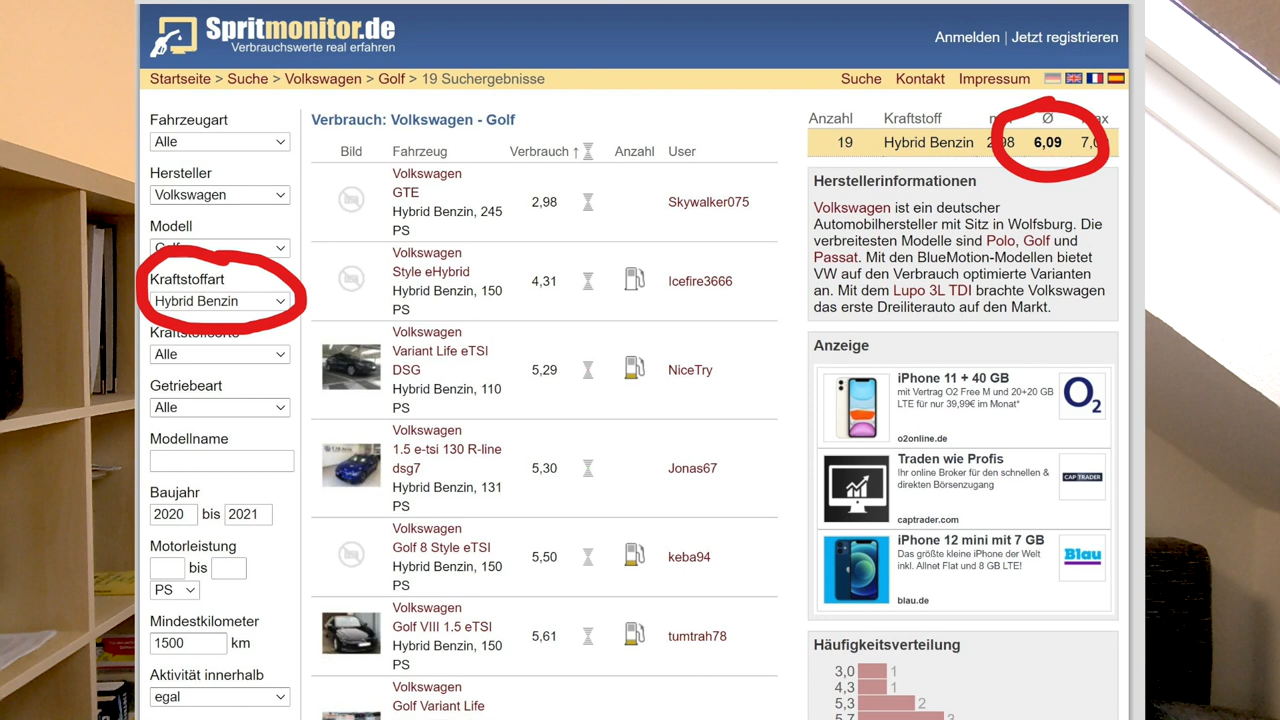 Spritmonitor.de
Verbrauchswerte real erfahren
Anmelden | Jetzt registrieren
Startseite > Suche > Volkswagen > Golf > 19 Suchergebnisse
Suche Kontakt Impressum
Fahrzeugart
Alle
Hersteller
Volkswagen
Modell
Golf
Kraftstoffart
Hybrid Benzin
Kraftstoffsorte
Alle
Getriebeart
Alle
Modellname
Baujahr
2020 bis 2021
Motorleistung
bis
PS
Mindestkilometer
1500 km
Aktivität innerhalb
egal
Verbrauch: Volkswagen - Golf
Bild Fahrzeug Verbrauch ↑ Anzahl User
Volkswagen
GTE
Hybrid Benzin, 245
PS
2,98
Skywalker075
Volkswagen
Style eHybrid
Hybrid Benzin, 150
PS
4,31
Icefire3666
Volkswagen
Variant Life eTSI
DSG
Hybrid Benzin, 110
PS
5,29
NiceTry
Volkswagen
1.5 e-tsi 130 R-line
dsg7
Hybrid Benzin, 131
PS
5,30
Jonas67
Volkswagen
Golf 8 Style eTSI
Hybrid Benzin, 150
PS
5,50
keba94
Volkswagen
Golf VIII 1.5 eTSI
Hybrid Benzin, 150
PS
5,61
tumtrah78
Volkswagen
Golf Variant Life
Anzahl Kraftstoff Ø
19 Hybrid Benzin 2,98 6,09
Herstellerinformationen
Volkswagen ist ein deutscher
Automobilhersteller mit Sitz in Wolfsburg. Die
verbreitesten Modelle sind Polo, Golf und
Passat. Mit den BlueMotion-Modellen bietet
VW auf den Verbrauch optimierte Varianten
an. Mit dem Lupo 3L TDI brachte Volkswagen
das erste Dreiliterauto auf den Markt.
Anzeige
iPhone 11 + 40 GB
mit Vertrag O2 Free M und 20+20 GB
LTE für nur 39,99€ im Monat*
o2online.de
O2
Traden wie Profis
Ihr online Broker für den schnellen &
direkten Börsenzugang
captrader.com
CAP TRADER
iPhone 12 mini mit 7 GB
Das größte kleine iPhone der Welt
inkl. Allnet Flat und 8 GB LTE!
blau.de
Blau
Häufigkeitsverteilung
3,0 1
4,3 1
5,3 2
5,7 3